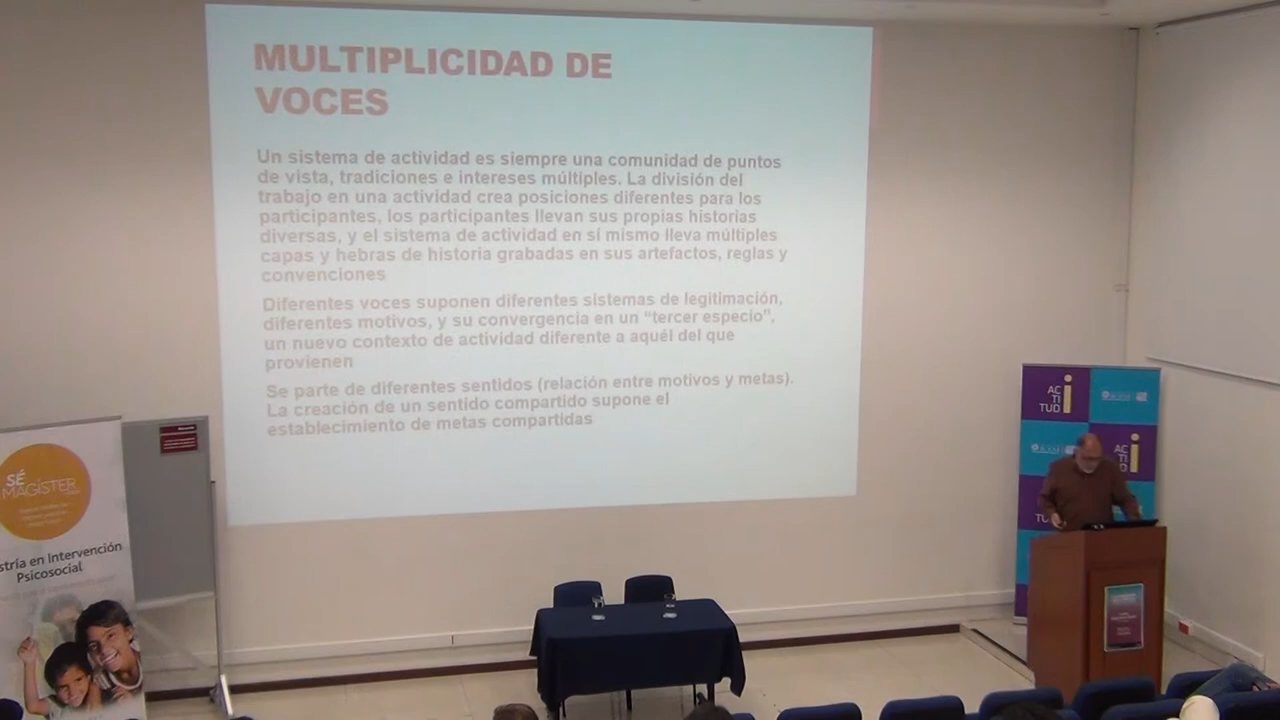 MULTIPLICIDAD DE
VOCES
Un sistema de actividad es siempre una comunidad de puntos
de vista, tradiciones e intereses múltiples. La división del
trabajo en una actividad crea posiciones diferentes para los
participantes, los participantes llevan sus propias historias
diversas, y el sistema de actividad en sí mismo lleva múltiples
capas y hebras de historia grabadas en sus artefactos, reglas y
convenciones
Diferentes voces suponen diferentes sistemas de legitimación,
diferentes motivos, y su convergencia en un “tercer especio”,
un nuevo contexto de actividad diferente a aquél del que
provienen
Se parte de diferentes sentidos (relación entre motivos y metas).
La creación de un sentido compartido supone el
establecimiento de metas compartidas
SÉ
MAGÍSTER
stría en Intervención
Psicosocial
AC
TI
TUD
i
AC
TI
i
TU